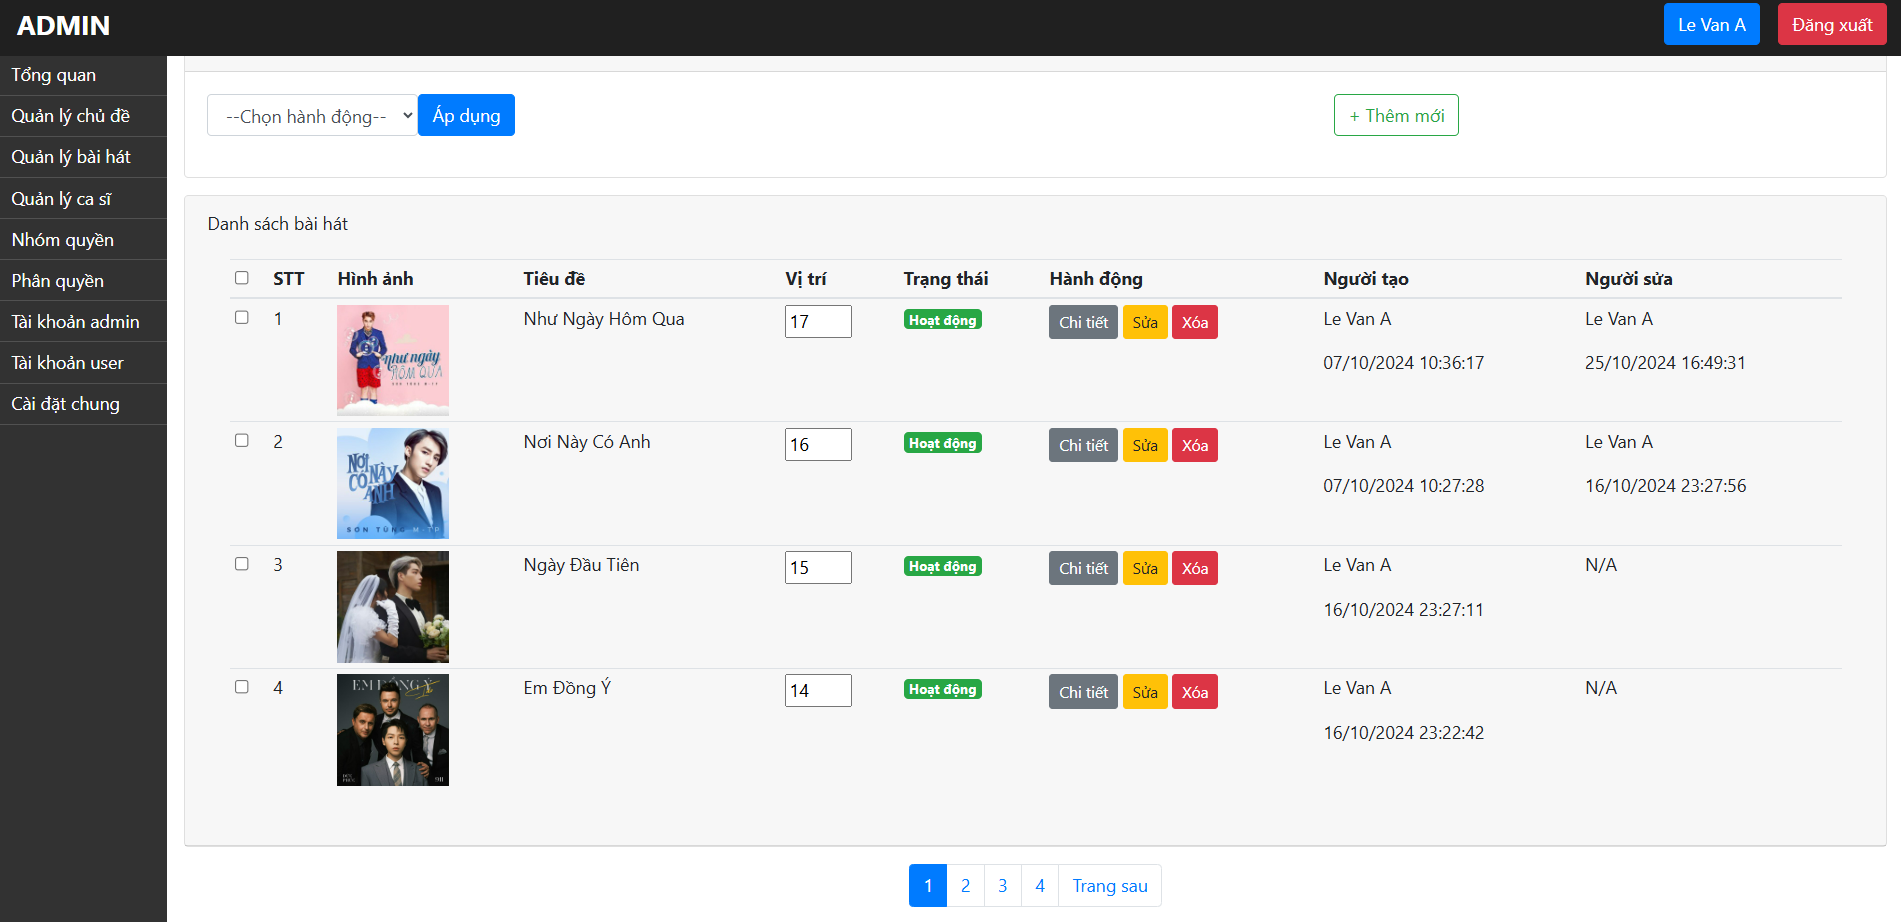 ADMIN
Le Van A
Đăng xuất
Tổng quan
Quản lý chủ đề
Quản lý bài hát
Quản lý ca sĩ
Nhóm quyền
Phân quyền
Tài khoản admin
Tài khoản user
Cài đặt chung
--Chọn hành động--
Áp dụng
+ Thêm mới
Danh sách bài hát
STT Hình ảnh Tiêu đề Vị trí Trạng thái Hành động Người tạo Người sửa
1 Như Ngày Hôm Qua 17 Hoạt động Chi tiết Sửa Xóa Le Van A Le Van A
07/10/2024 10:36:17 25/10/2024 16:49:31
như ngày
HÔM QUA
SƠN TÙNG M-TP
2 Nơi Này Có Anh 16 Hoạt động Chi tiết Sửa Xóa Le Van A Le Van A
07/10/2024 10:27:28 16/10/2024 23:27:56
NƠI
NÀY
CÓ
ANH
SƠN TÙNG M-TP
3 Ngày Đầu Tiên 15 Hoạt động Chi tiết Sửa Xóa Le Van A N/A
16/10/2024 23:27:11
4 Em Đồng Ý 14 Hoạt động Chi tiết Sửa Xóa Le Van A N/A
16/10/2024 23:22:42
EM ĐỒNG Ý
ĐỨC
PHÚC
911
1 2 3 4 Trang sau